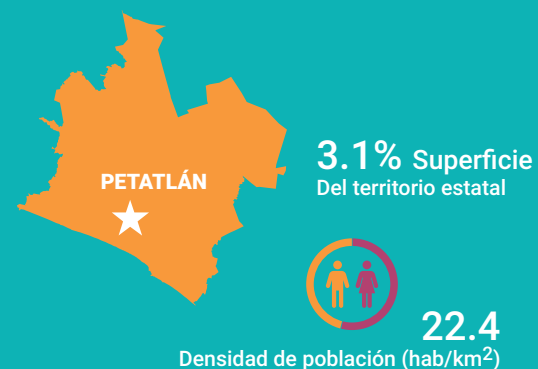 PETATLÁN
3.1% Superficie
Del territorio estatal
22.4
Densidad de población (hab/km²)